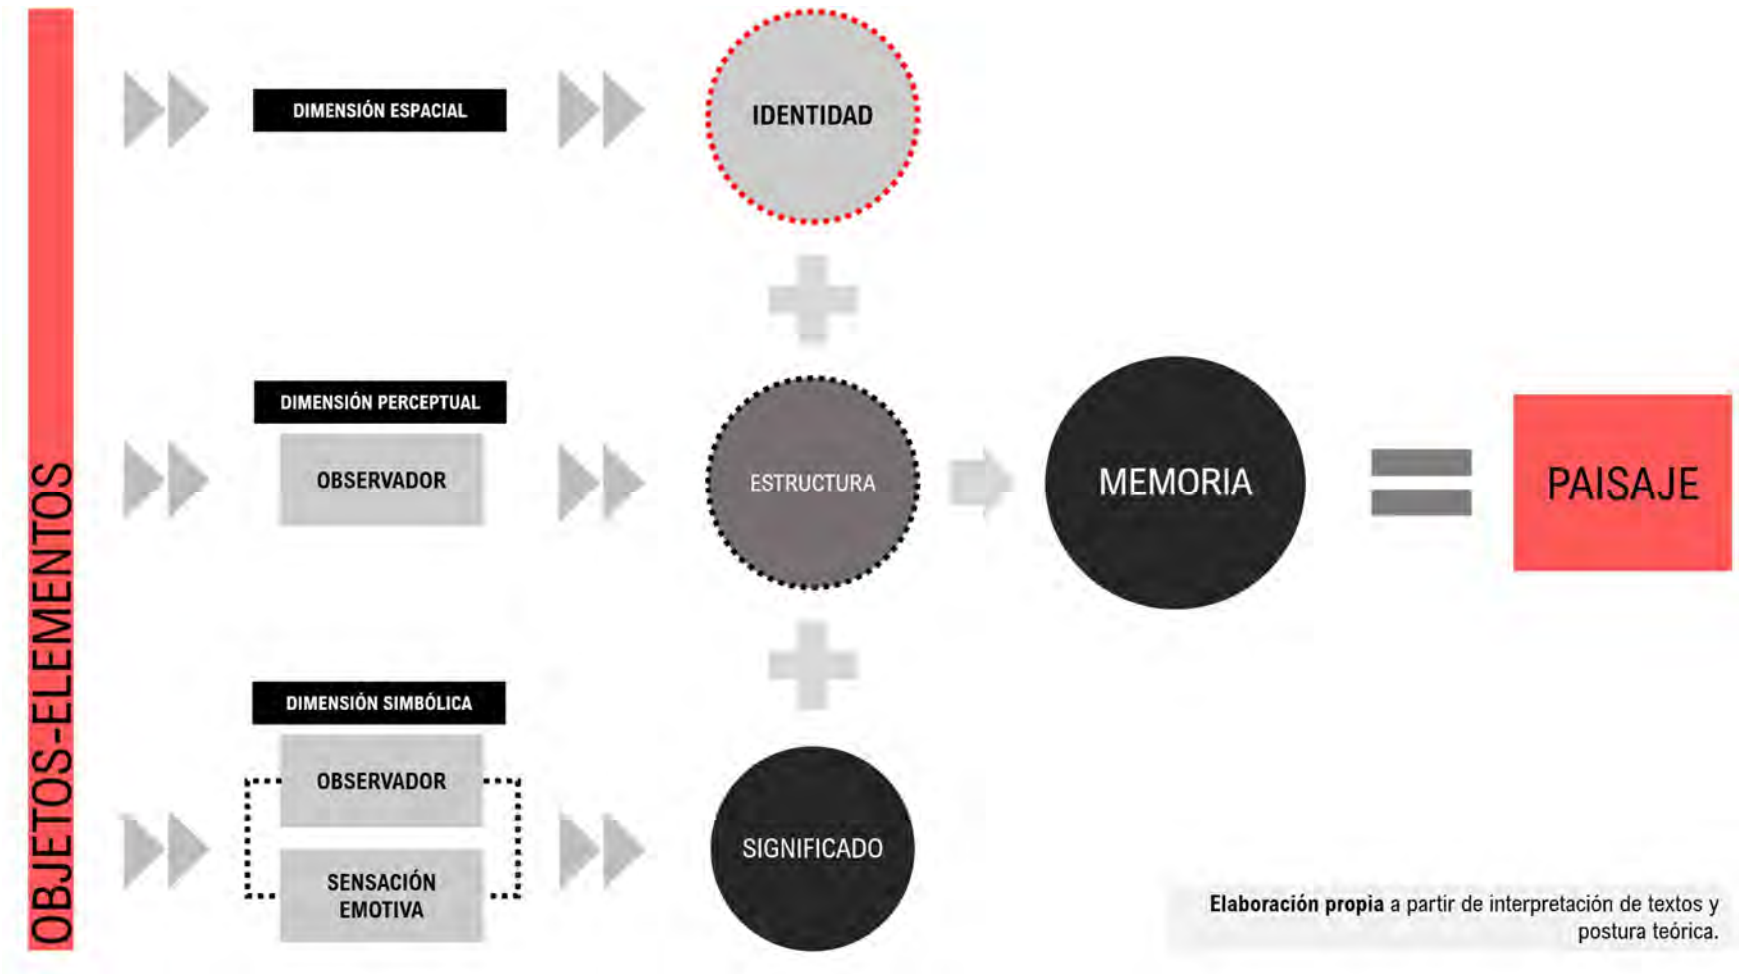 OBJETOS-ELEMENTOS
DIMENSIÓN ESPACIAL
IDENTIDAD
DIMENSIÓN PERCEPTUAL
OBSERVADOR
ESTRUCTURA
MEMORIA
PAISAJE
DIMENSIÓN SIMBÓLICA
OBSERVADOR
SENSACIÓN
EMOTIVA
SIGNIFICADO
Elaboración propia a partir de interpretación de textos y
postura teórica.